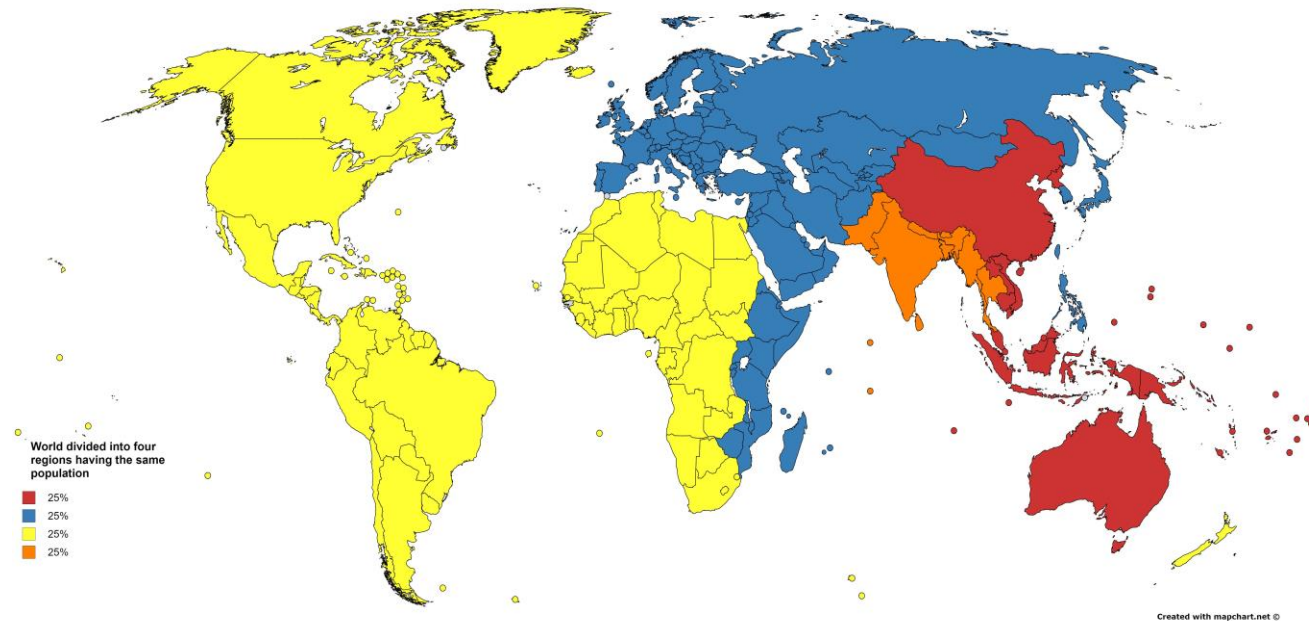 World divided into four
regions having the same
population
25%
25%
25%
25%
Created with mapchart.net ©